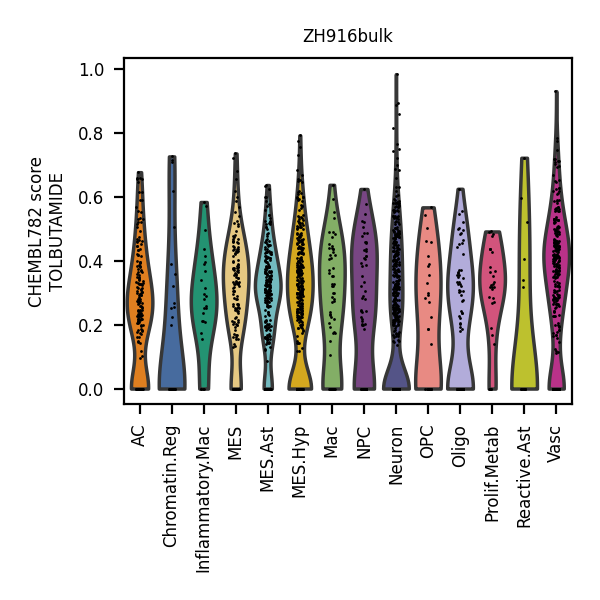 ZH916bulk
CHEMBL782 score
TOLBUTAMIDE
1.0
0.8
0.6
0.4
0.2
0.0
AC
Chromatin.Reg
Inflammatory.Mac
MES
MES.Ast
MES.Hyp
Mac
NPC
Neuron
OPC
Oligo
Prolif.Metab
Reactive.Ast
Vasc